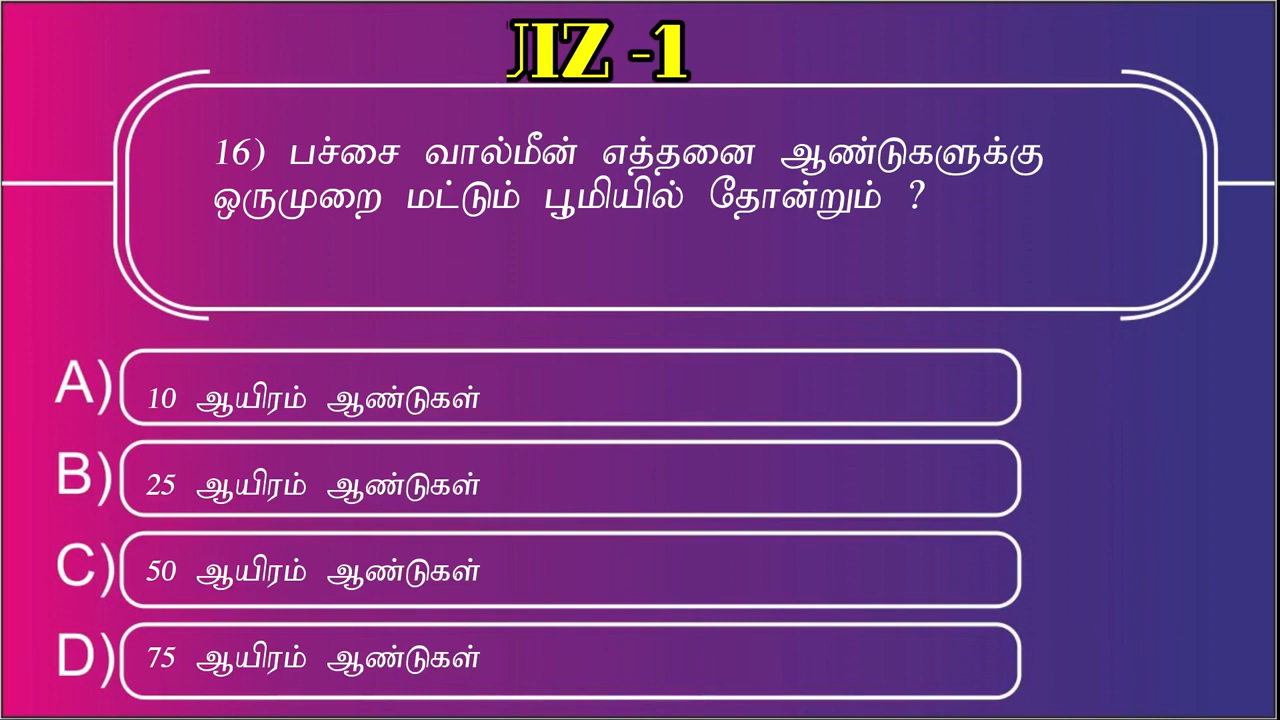 JIZ -1
16) பச்சை வால்மீன் எத்தனை ஆண்டுகளுக்கு
ஒருமுறை மட்டும் பூமியில் தோன்றும் ?
A) 10 ஆயிரம் ஆண்டுகள்
B) 25 ஆயிரம் ஆண்டுகள்
C) 50 ஆயிரம் ஆண்டுகள்
D) 75 ஆயிரம் ஆண்டுகள்